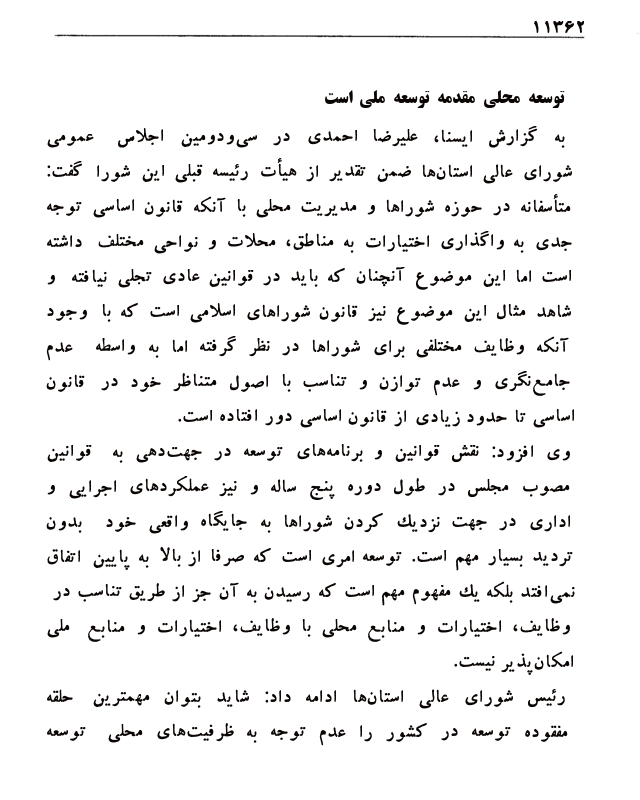 ۱۱۳۶۲
توسعه محلی مقدمه توسعه ملی است
به گزارش ایسنا، علیرضا احمدی در سی‌ودومین اجلاس عمومی
شورای عالی استان‌ها ضمن تقدیر از هیأت رئیسه قبلی این شورا گفت:
متأسفانه در حوزه شوراها و مدیریت محلی با آنکه قانون اساسی توجه
جدی به واگذاری اختیارات به مناطق، محلات و نواحی مختلف داشته
است اما این موضوع آنچنان که باید در قوانین عادی تجلی نیافته و
شاهد مثال این موضوع نیز قانون شوراهای اسلامی است که با وجود
آنکه وظایف مختلفی برای شوراها در نظر گرفته اما به واسطه عدم
جامع‌نگری و عدم توازن و تناسب با اصول متناظر خود در قانون
اساسی تا حدود زیادی از قانون اساسی دور افتاده است.
وی افزود: نقش قوانین و برنامه‌های توسعه در جهت‌دهی به قوانین
مصوب مجلس در طول دوره پنج ساله و نیز عملکردهای اجرایی و
اداری در جهت نزدیك کردن شوراها به جایگاه واقعی خود بدون
تردید بسیار مهم است. توسعه امری است که صرفا از بالا به پایین اتفاق
نمی‌افتد بلکه یك مفهوم مهم است که رسیدن به آن جز از طریق تناسب در
وظایف، اختیارات و منابع محلی با وظایف، اختیارات و منابع ملی
امکان‌پذیر نیست.
رئیس شورای عالی استان‌ها ادامه داد: شاید بتوان مهمترین حلقه
مفقوده توسعه در کشور را عدم توجه به ظرفیت‌های محلی توسعه